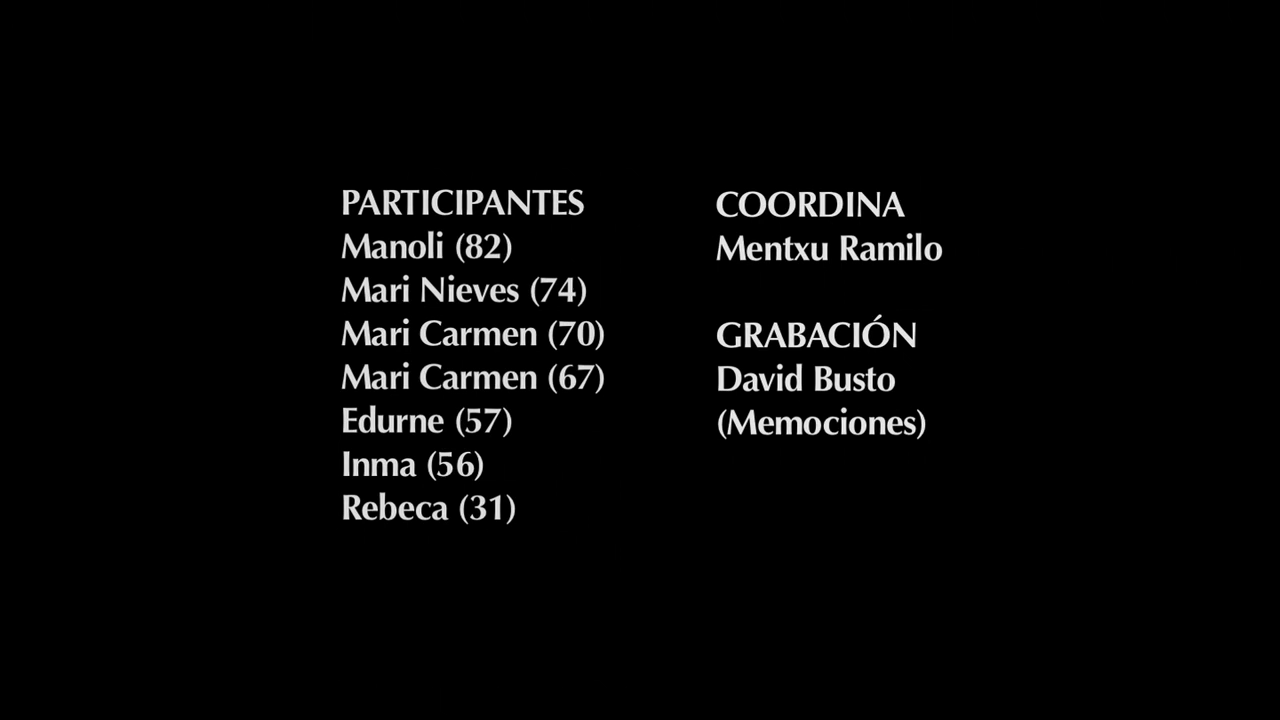 PARTICIPANTES
Manoli (82)
Mari Nieves (74)
Mari Carmen (70)
Mari Carmen (67)
Edurne (57)
Inma (56)
Rebeca (31)
COORDINA
Mentxu Ramilo
GRABACIÓN
David Busto
(Memociones)